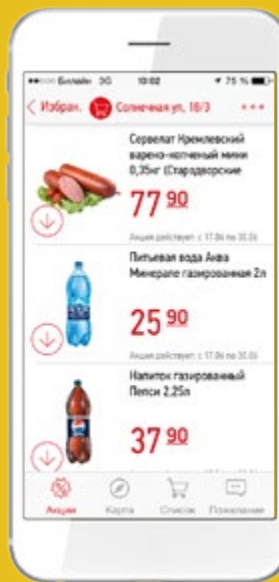 Билайн 3G 10:02 75 %
Избран. Солнечная ул, 18/3
Сервелат Кремлевский
варено-копченый мини
0,35кг (Стародворские
77 90
Акция действует: с 17.06 по 30.06
Питьевая вода Аква
Минерале газированная 2л
25 90
Акция действует: с 17.06 по 30.06
Напиток газированный
Пепси 2,25л
37 90
Акции Карта Список Пожелания